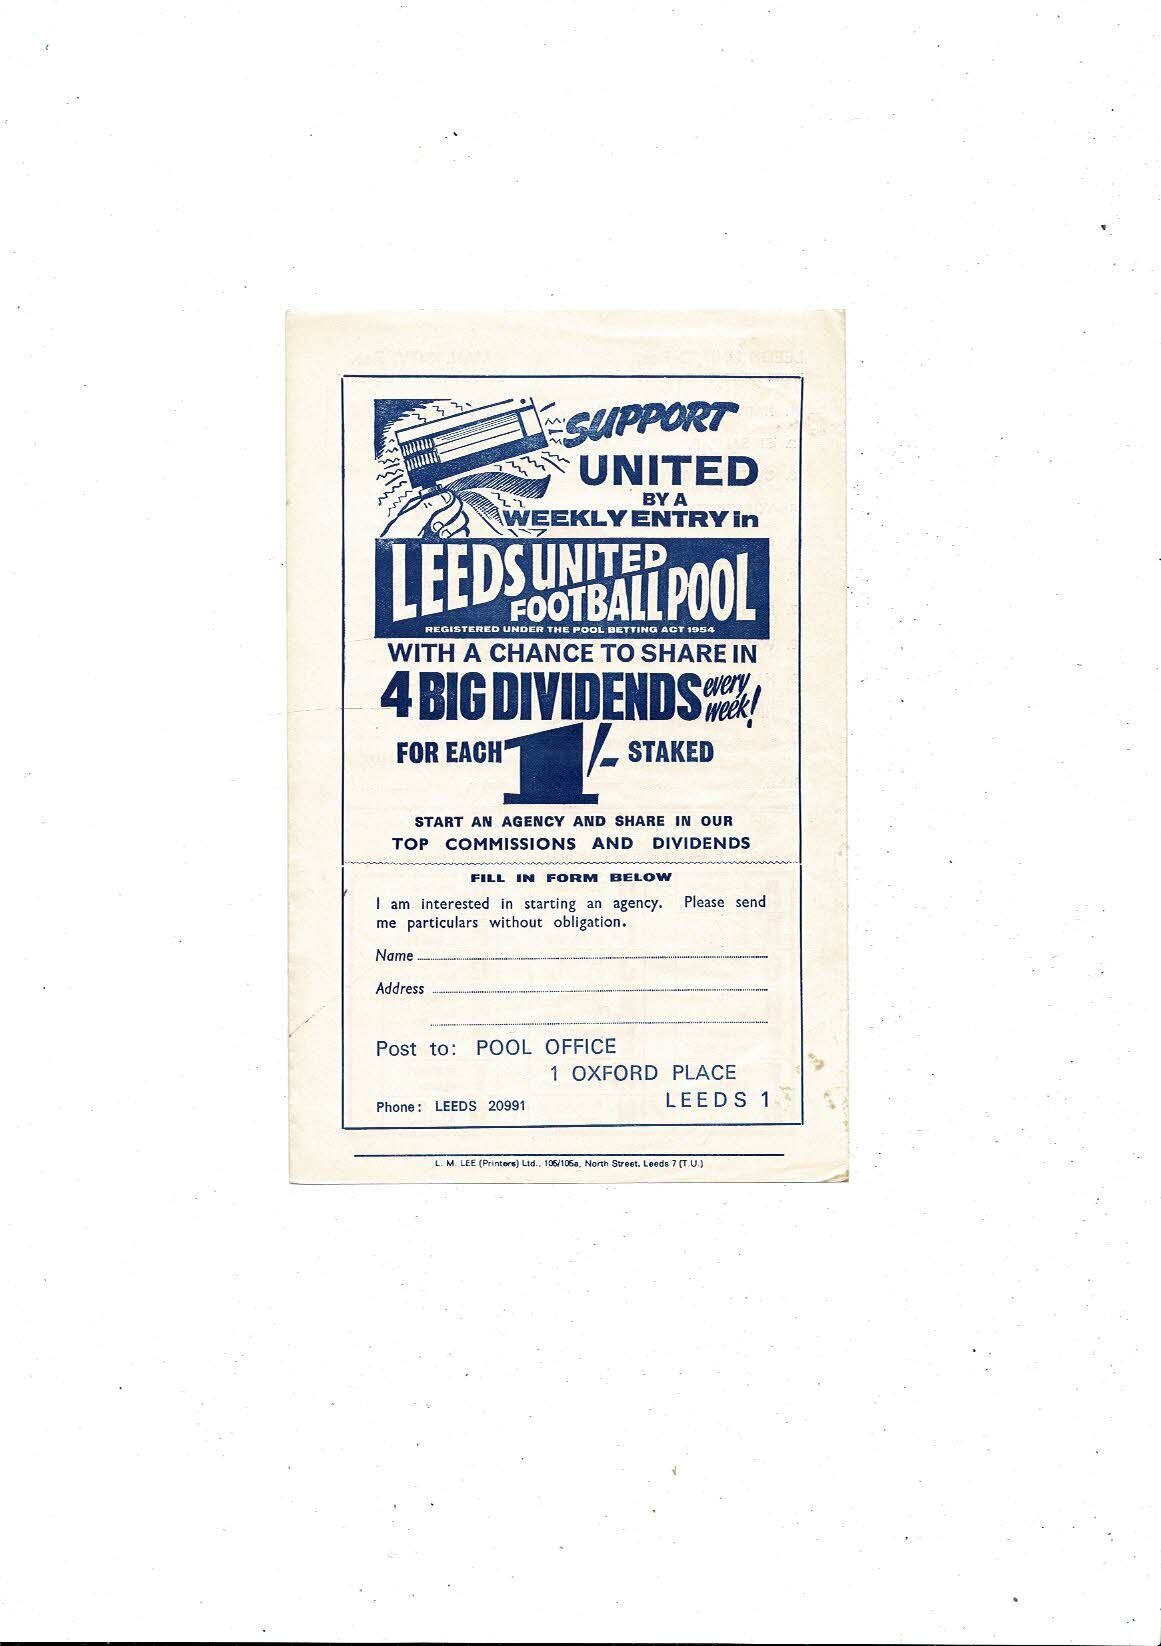 SUPPORT
UNITED
BY A
WEEKLY ENTRY in
LEEDS UNITED
FOOTBALL POOL
REGISTERED UNDER THE POOL BETTING ACT 1954
WITH A CHANCE TO SHARE IN
4 BIG DIVIDENDS every week!
FOR EACH 1/- STAKED
START AN AGENCY AND SHARE IN OUR
TOP COMMISSIONS AND DIVIDENDS
FILL IN FORM BELOW
I am interested in starting an agency. Please send
me particulars without obligation.
Name
Address
Post to: POOL OFFICE
1 OXFORD PLACE
LEEDS 1
Phone: LEEDS 20991
L. M. LEE (Printers) Ltd., 105/105a, North Street, Leeds 7 (T.U.)